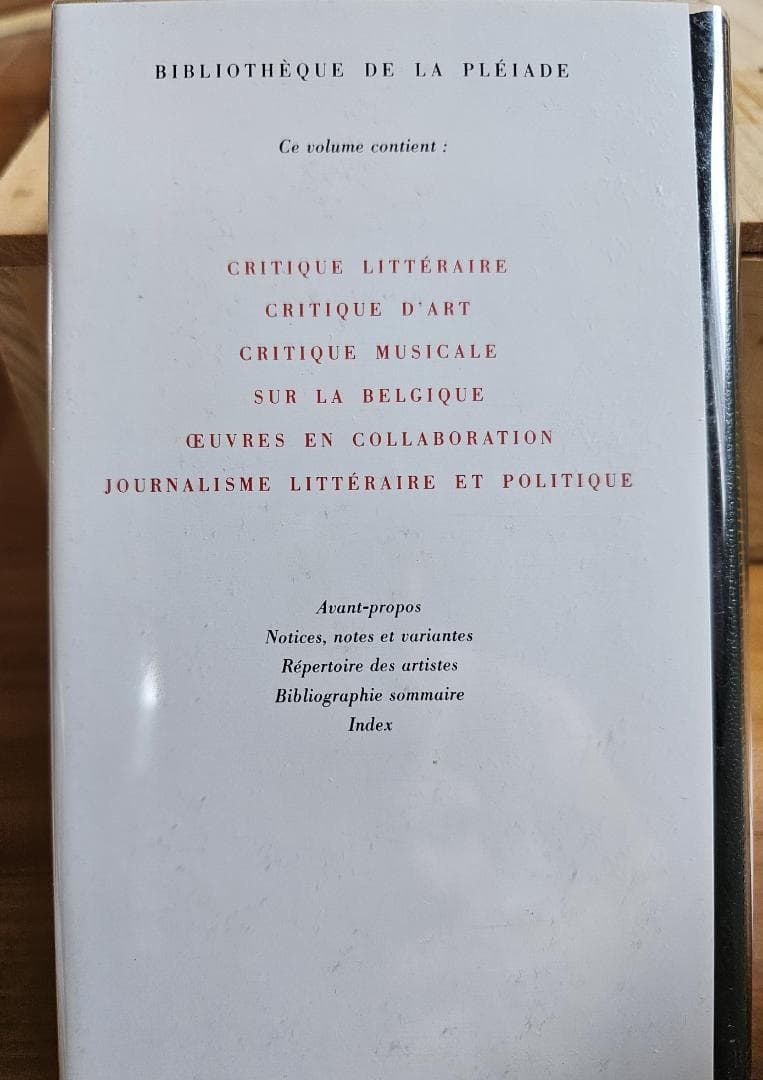 BIBLIOTHÈQUE DE LA PLÉIADE
Ce volume contient :
CRITIQUE LITTÉRAIRE
CRITIQUE D'ART
CRITIQUE MUSICALE
SUR LA BELGIQUE
ŒUVRES EN COLLABORATION
JOURNALISME LITTÉRAIRE ET POLITIQUE
Avant-propos
Notices, notes et variantes
Répertoire des artistes
Bibliographie sommaire
Index